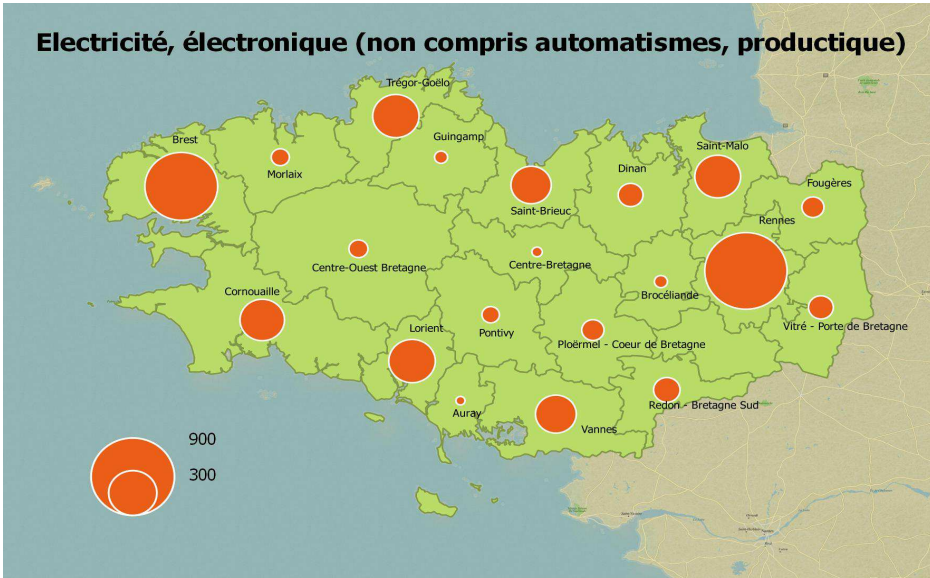 Electricité, électronique (non compris automatismes, productique)
Trégor-Goëlo
Guingamp
Brest
Morlaix
Saint-Malo
Dinan
Fougères
Saint-Brieuc
Rennes
Centre-Ouest Bretagne
Centre-Bretagne
Brocéliande
Cornouaille
Lorient
Pontivy
Vitré - Porte de Bretagne
Ploërmel - Coeur de Bretagne
Redon - Bretagne Sud
Auray
Vannes
900
300